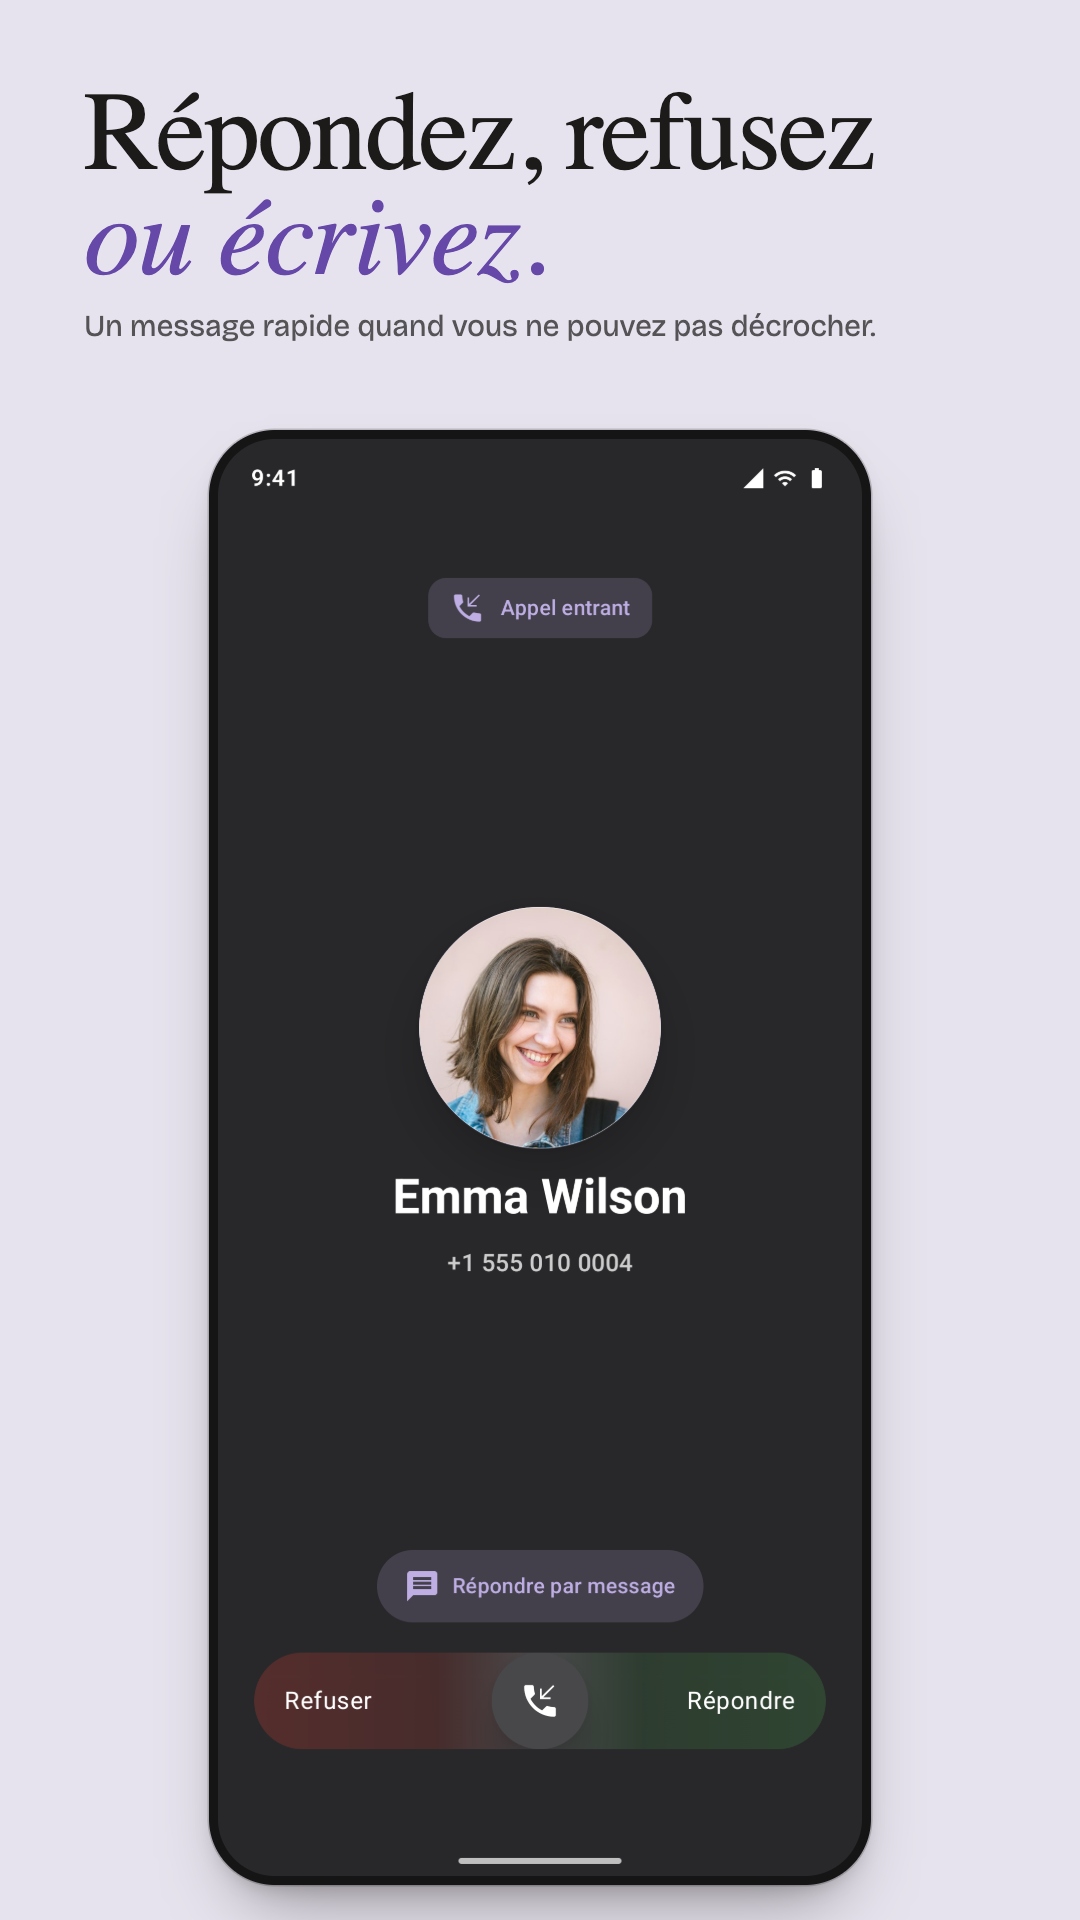 Répondez, refusez
ou écrivez.
Un message rapide quand vous ne pouvez pas décrocher.
9:41
Appel entrant
Emma Wilson
+1 555 010 0004
Répondre par message
Refuser
Répondre